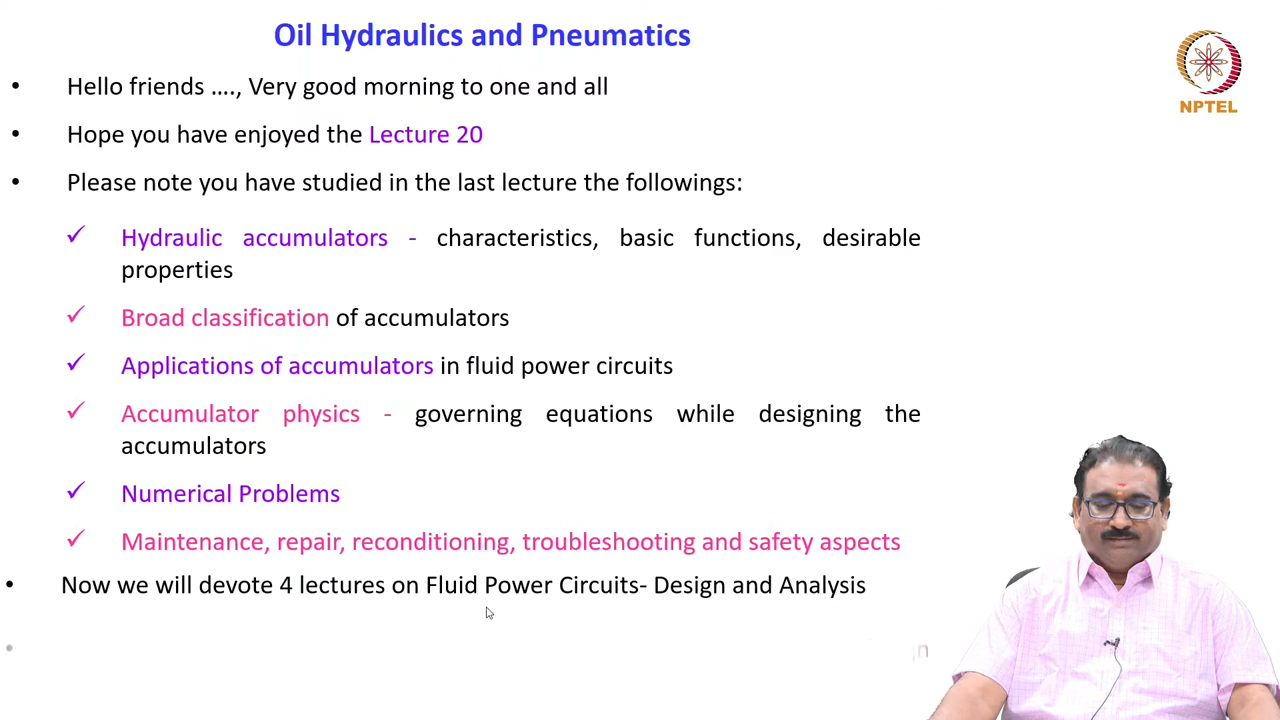 Oil Hydraulics and Pneumatics
NPTEL
• Hello friends …., Very good morning to one and all
• Hope you have enjoyed the Lecture 20
• Please note you have studied in the last lecture the followings:
✓ Hydraulic accumulators - characteristics, basic functions, desirable
properties
✓ Broad classification of accumulators
✓ Applications of accumulators in fluid power circuits
✓ Accumulator physics - governing equations while designing the
accumulators
✓ Numerical Problems
✓ Maintenance, repair, reconditioning, troubleshooting and safety aspects
• Now we will devote 4 lectures on Fluid Power Circuits- Design and Analysis